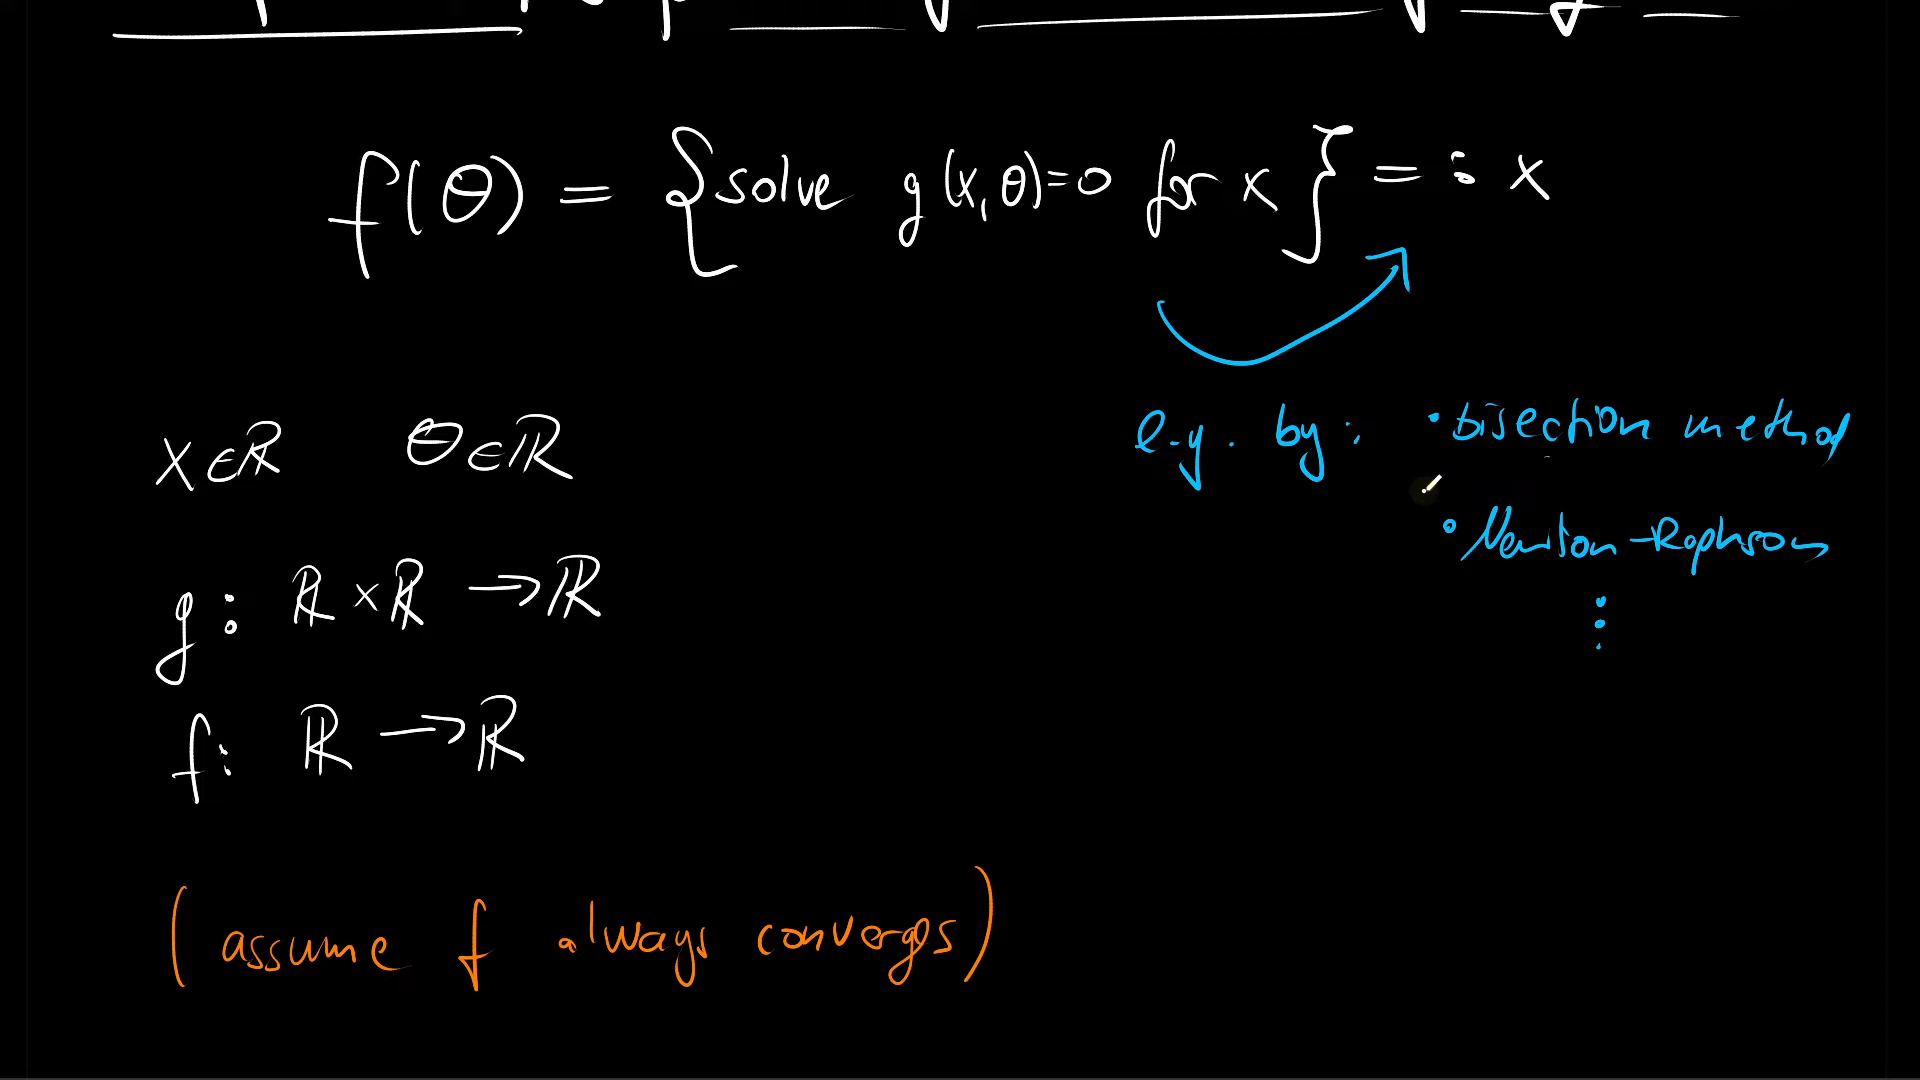 f(θ) = {solve g(x,θ)=0 for x} =: x
x∈ℝ θ∈ℝ
e.g. by: • bisection method
• Newton-Raphson
⋮
g: ℝ×ℝ → ℝ
f: ℝ → ℝ
(assume f always converges)